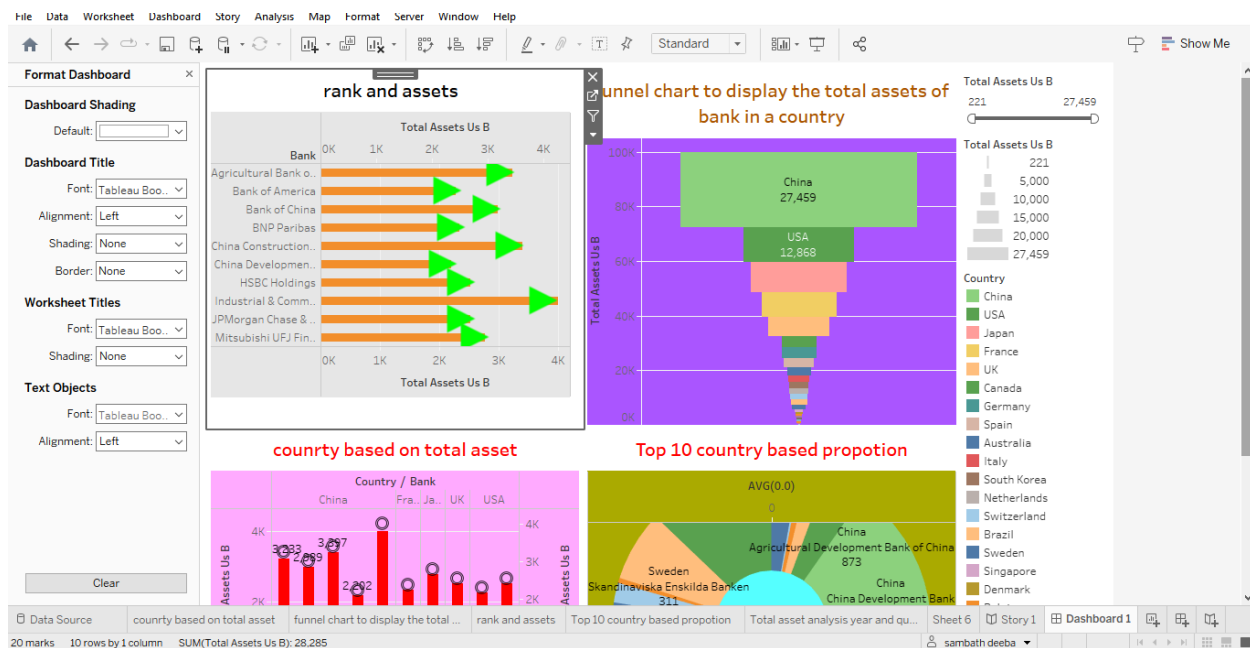 File Data Worksheet Dashboard Story Analysis Map Format Server Window Help
Standard
Show Me
Format Dashboard
Dashboard Shading
Default:
Dashboard Title
Font: Tableau Boo..
Alignment: Left
Shading: None
Border: None
Worksheet Titles
Font: Tableau Boo..
Shading: None
Text Objects
Font: Tableau Boo..
Alignment: Left
Clear
rank and assets
Total Assets Us B
Bank
0K 1K 2K 3K 4K
Agricultural Bank o..
Bank of America
Bank of China
BNP Paribas
China Construction..
China Developmen..
HSBC Holdings
Industrial & Comm..
JPMorgan Chase & ..
Mitsubishi UFJ Fin..
0K 1K 2K 3K 4K
Total Assets Us B
unnel chart to display the total assets of
bank in a country
Total Assets Us B
100K
80K
60K
40K
20K
0K
China
27,459
USA
12,868
Total Assets Us B
221 27,459
Total Assets Us B
221
5,000
10,000
15,000
20,000
27,459
Country
China
USA
Japan
France
UK
Canada
Germany
Spain
Australia
Italy
South Korea
Netherlands
Switzerland
Brazil
Sweden
Singapore
Denmark
counrty based on total asset
Country / Bank
China Fra.. Ja.. UK USA
Assets Us B
4K
2K
3,233
2,989
3,397
2,202
4K
3K
2K
Assets Us B
Top 10 country based propotion
AVG(0.0)
0
China
Agricultural Development Bank of China
873
Sweden
Skandinaviska Enskilda Banken
311
China
China Development Bank
Data Source
counrty based on total asset
funnel chart to display the total ...
rank and assets
Top 10 country based propotion
Total asset analysis year and qu...
Sheet 6
Story 1
Dashboard 1
20 marks 10 rows by 1 column SUM(Total Assets Us B): 28,285
sambath deeba